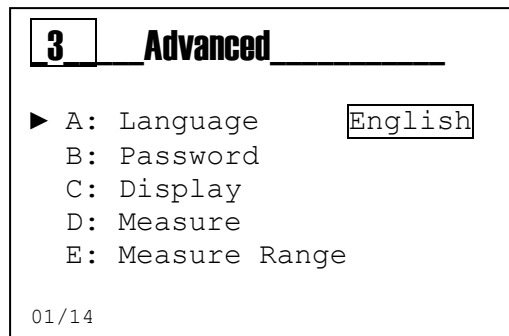 3 Advanced
► A: Language English
B: Password
C: Display
D: Measure
E: Measure Range
01/14